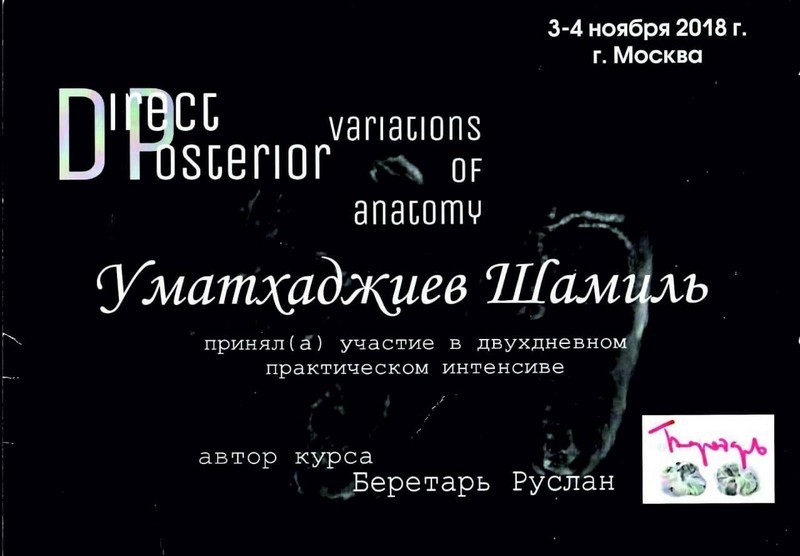 3-4 ноября 2018 г.
г. Москва
Direct
Posterior
variations
of
anatomy
Уматхаджиев Шамиль
принял(а) участие в двухдневном
практическом интенсиве
автор курса
Беретарь Руслан